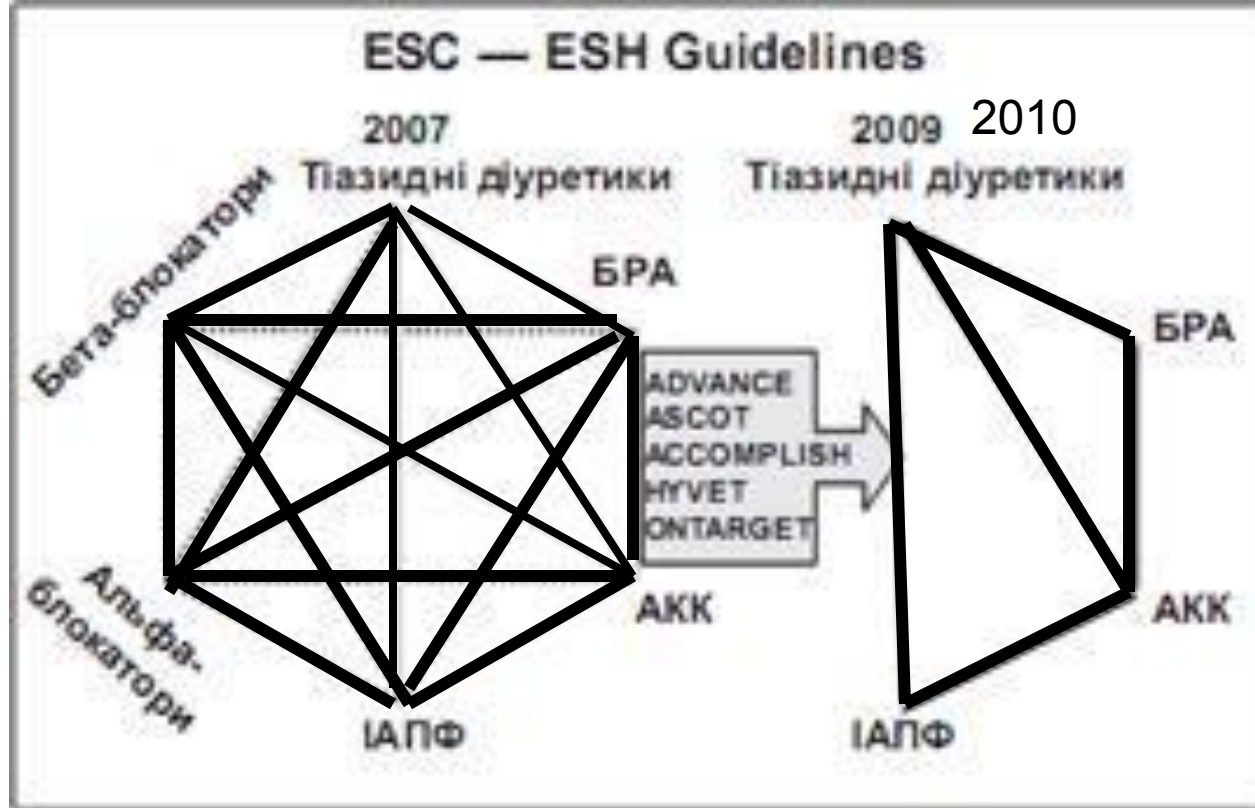 ESC — ESH Guidelines
2007
Тіазидні діуретики
Бета-блокатори
БРА
Альфа-
блокатори
АКК
ІАПФ
ADVANCE
ASCOT
ACCOMPLISH
HYVET
ONTARGET
2009 2010
Тіазидні діуретики
БРА
АКК
ІАПФ